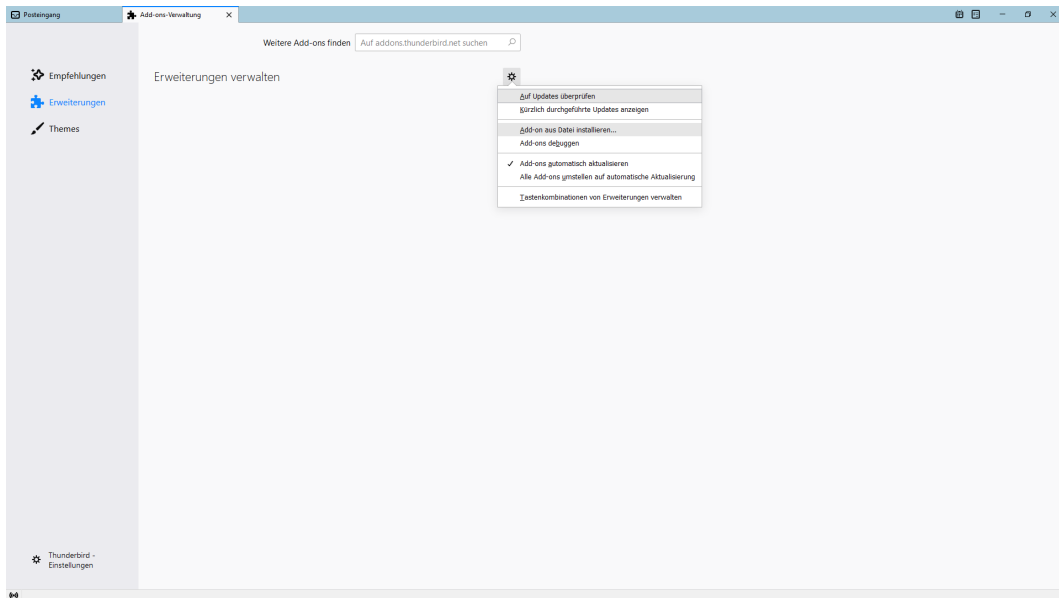 Posteingang
Add-ons-Verwaltung
Weitere Add-ons finden
Auf addons.thunderbird.net suchen
Empfehlungen
Erweiterungen
Themes
Erweiterungen verwalten
Auf Updates überprüfen
Kürzlich durchgeführte Updates anzeigen
Add-on aus Datei installieren...
Add-ons debuggen
Add-ons automatisch aktualisieren
Alle Add-ons umstellen auf automatische Aktualisierung
Tastenkombinationen von Erweiterungen verwalten
Thunderbird -
Einstellungen